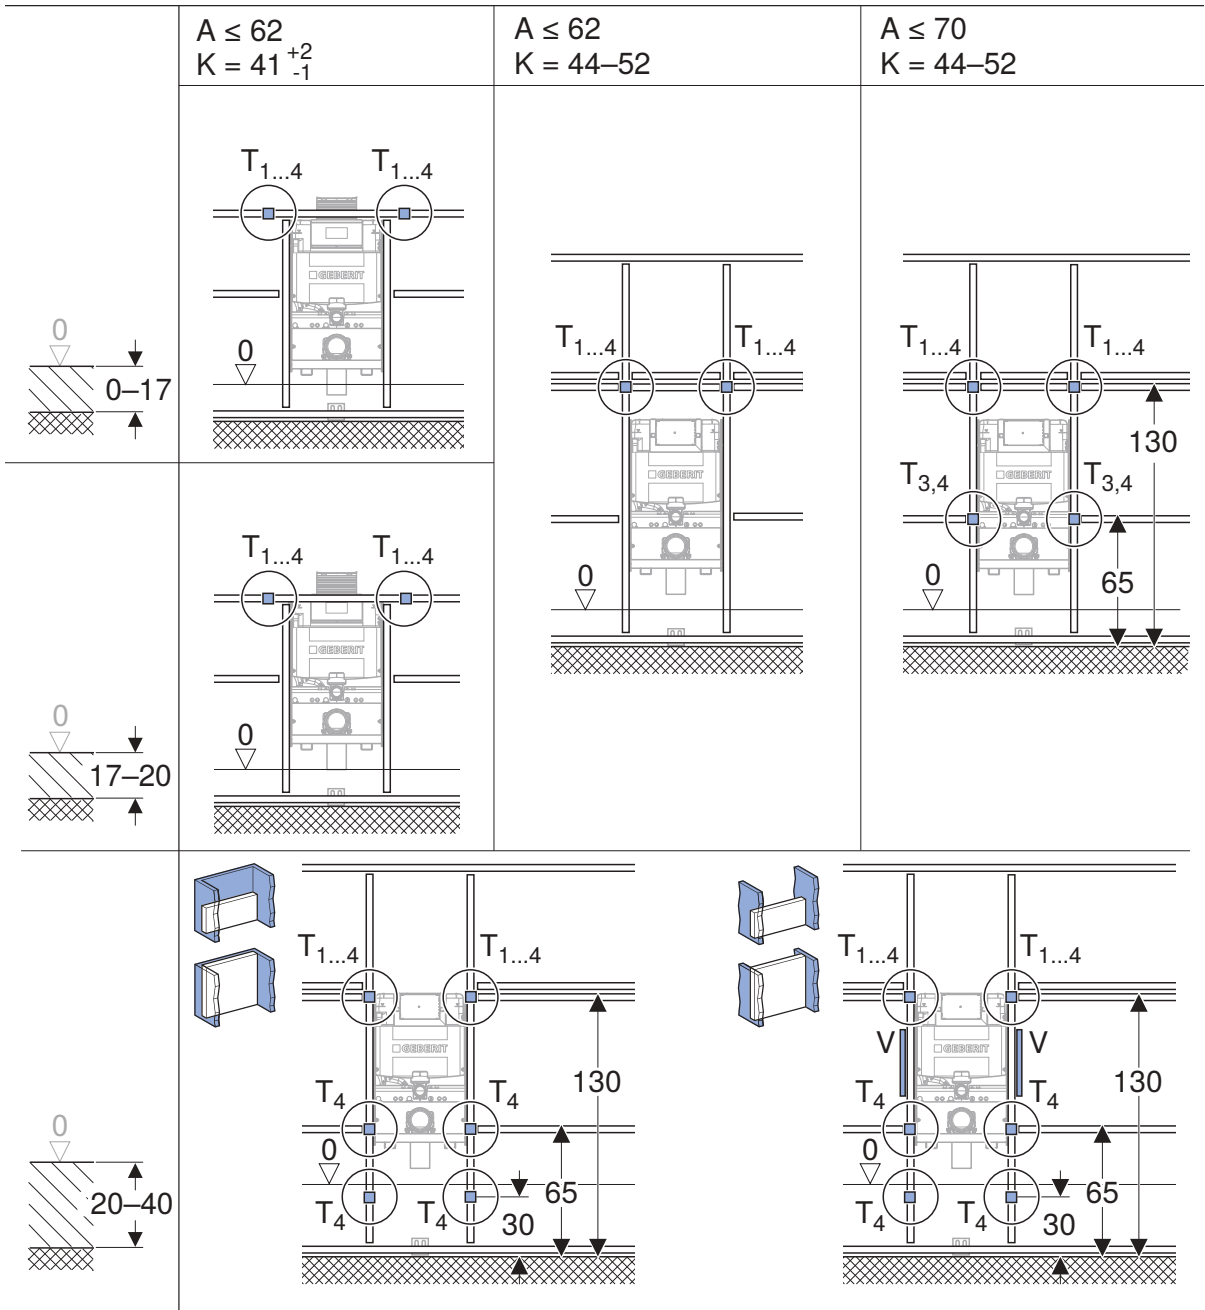 A ≤ 62
K = 41 +2 -1
A ≤ 62
K = 44–52
A ≤ 70
K = 44–52
0
0–17
T1...4 T1...4
GEBERIT
0
T1...4 T1...4
GEBERIT
0
T1...4 T1...4
130
GEBERIT
T3,4 T3,4
0
65
0
17–20
T1...4 T1...4
GEBERIT
0
0
20–40
T1...4 T1...4
GEBERIT
130
T4 T4
0
65
T4 T4
30
T1...4 T1...4
V V
GEBERIT
130
T4 T4
0
65
T4 T4
30